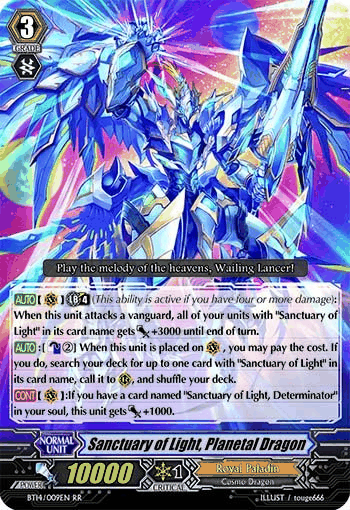 3
GRADE
Play the melody of the heavens, Wailing Lancer!
AUTO [ ] LB4 (This ability is active if you have four or more damage):
When this unit attacks a vanguard, all of your units with "Sanctuary of
Light" in its card name gets +3000 until end of turn.
AUTO :[ ②] When this unit is placed on , you may pay the cost. If
you do, search your deck for up to one card with "Sanctuary of Light" in
its card name, call it to , and shuffle your deck.
CONT [ ]:If you have a card named "Sanctuary of Light, Determinator"
in your soul, this unit gets +1000.
NORMAL
UNIT
Sanctuary of Light, Planetal Dragon
POWER
10000
1
CRITICAL
Royal Paladin
Cosmo Dragon
BT14/009EN RR
ILLUST / touge666